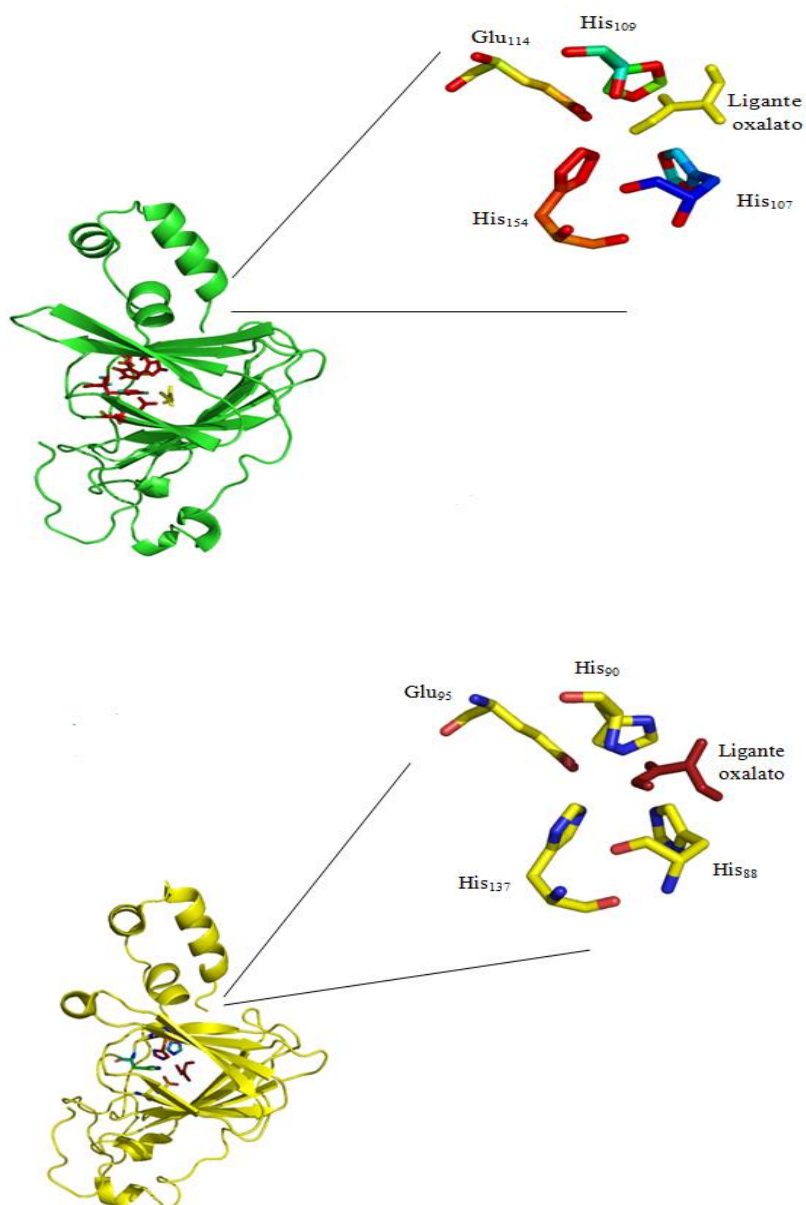 His₁₀₉
Glu₁₁₄
Ligante
oxalato
His₁₅₄
His₁₀₇
His₉₀
Glu₉₅
Ligante
oxalato
His₁₃₇
His₈₈